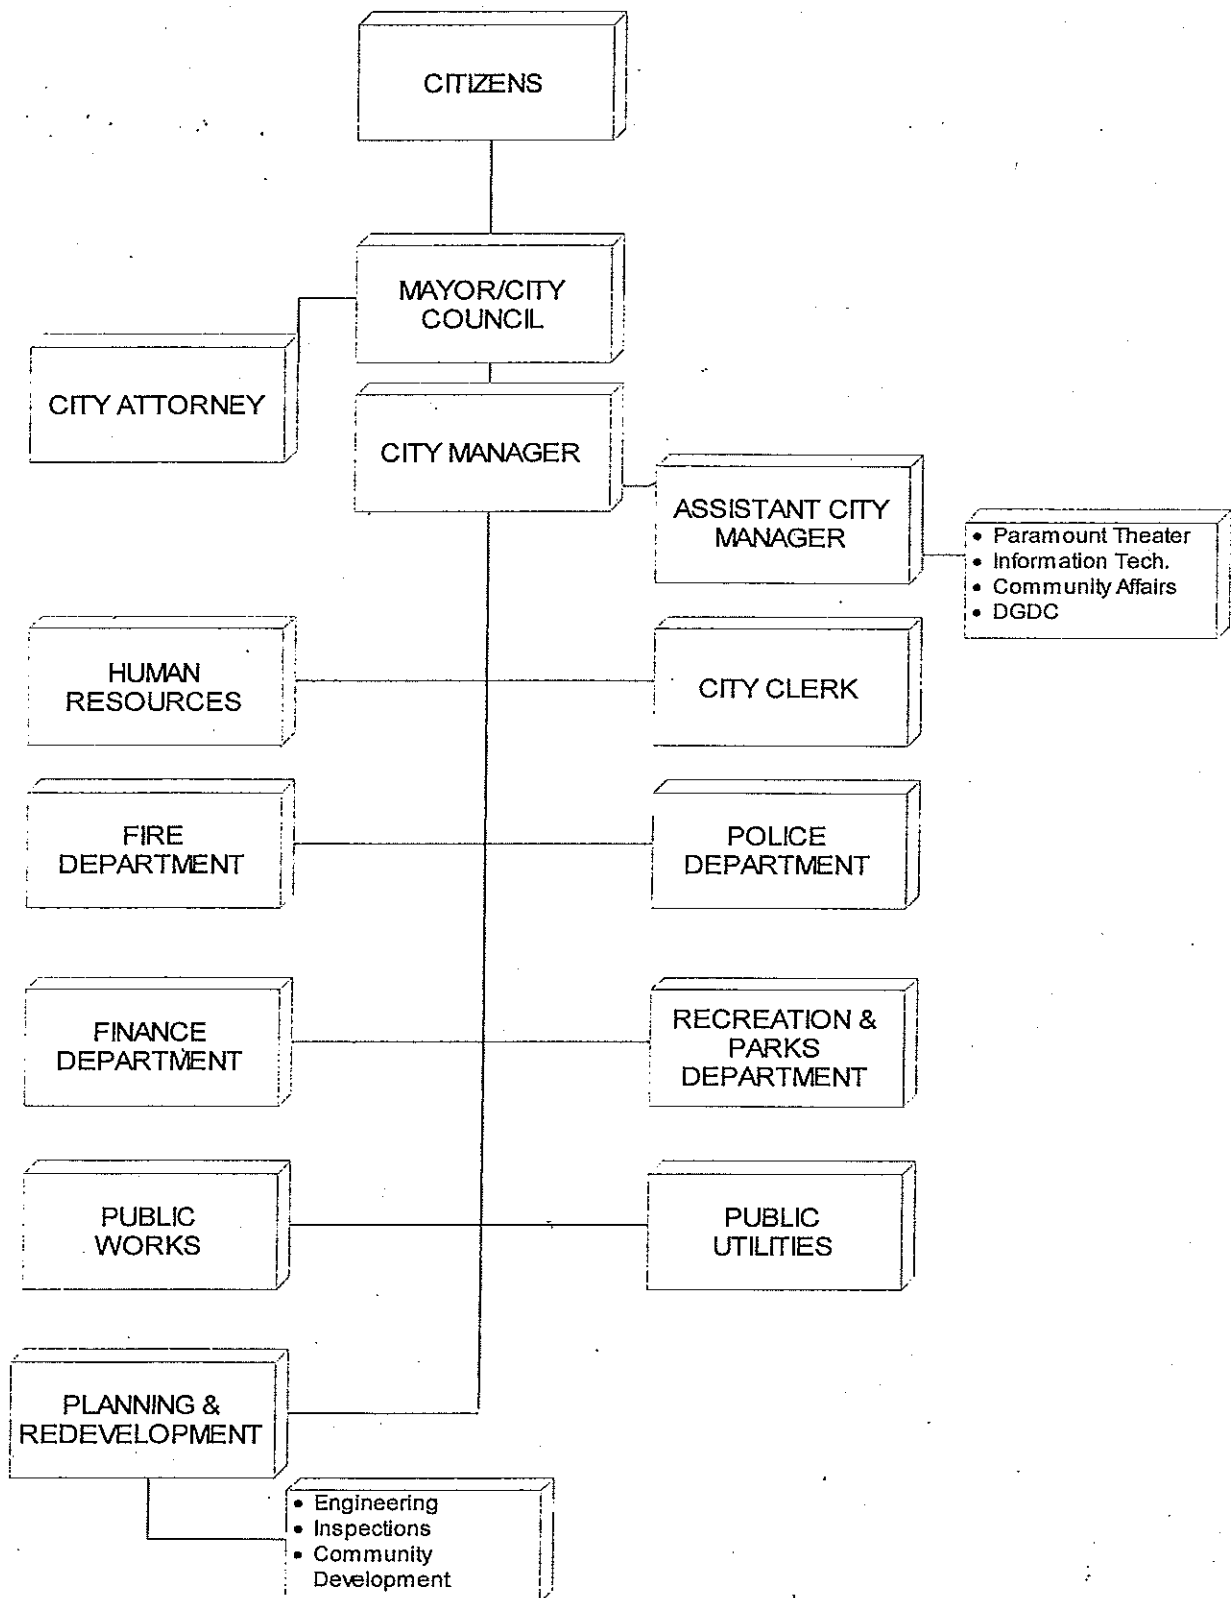 CITIZENS
MAYOR/CITY
COUNCIL
CITY ATTORNEY
CITY MANAGER
ASSISTANT CITY
MANAGER
• Paramount Theater
• Information Tech.
• Community Affairs
• DGDC
HUMAN
RESOURCES
CITY CLERK
FIRE
DEPARTMENT
POLICE
DEPARTMENT
FINANCE
DEPARTMENT
RECREATION &
PARKS
DEPARTMENT
PUBLIC
WORKS
PUBLIC
UTILITIES
PLANNING &
REDEVELOPMENT
• Engineering
• Inspections
• Community
Development